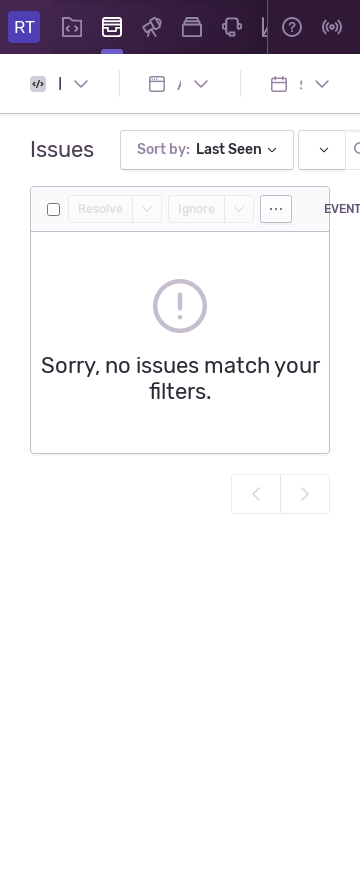 RT
Issues
Sort by: Last Seen
Resolve
Ignore
EVENT
Sorry, no issues match your
filters.